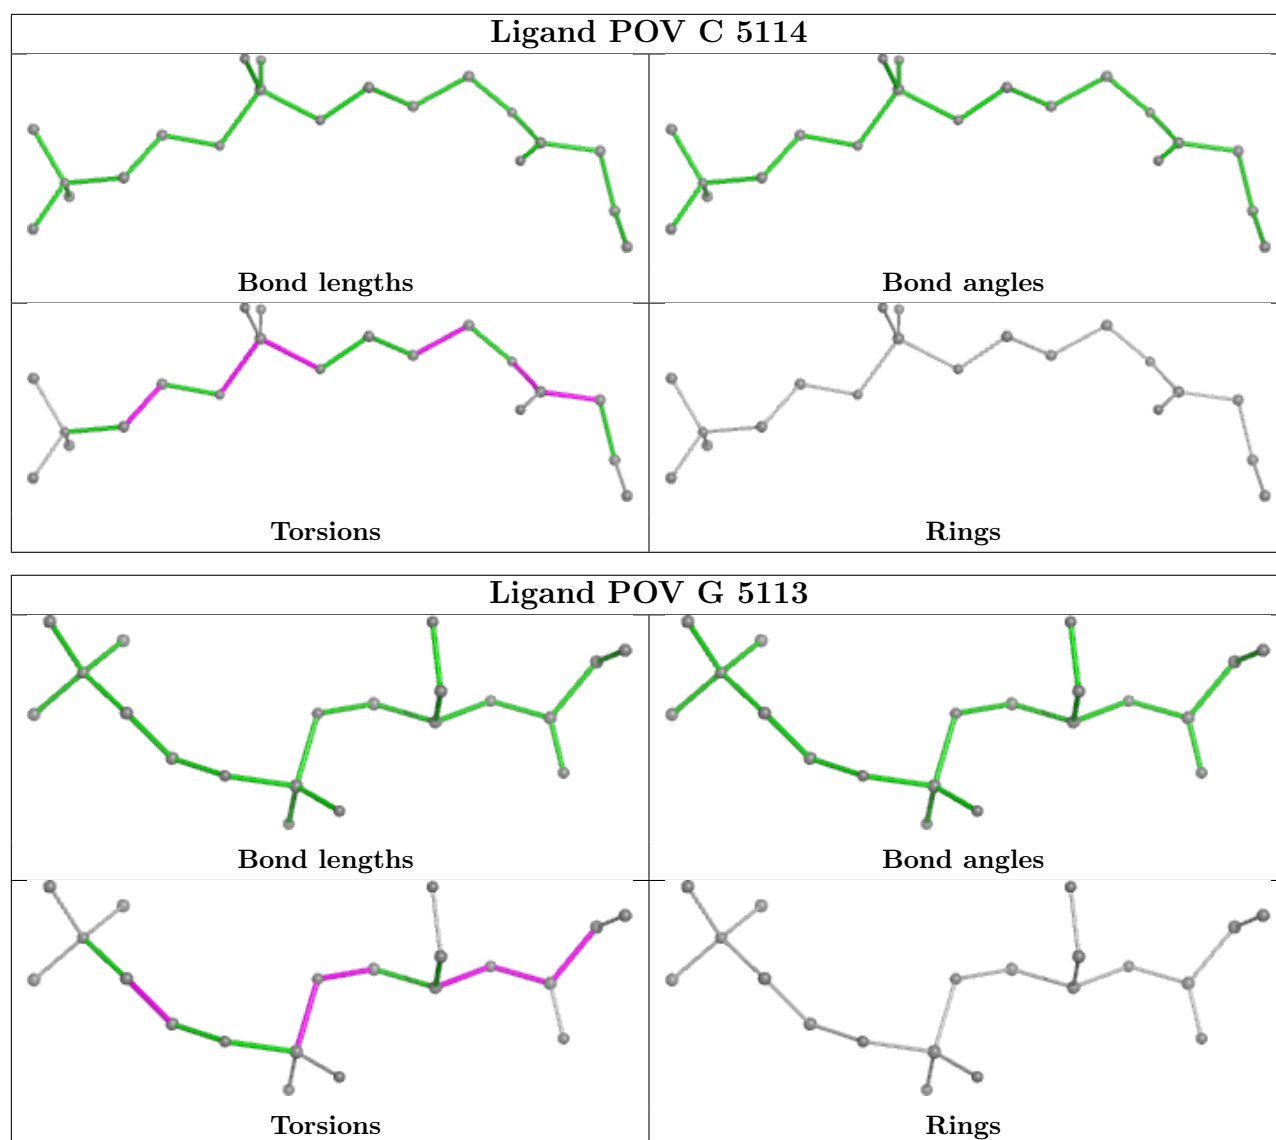 Ligand POV C 5114
Bond lengths
Bond angles
Torsions
Rings
Ligand POV G 5113
Bond lengths
Bond angles
Torsions
Rings